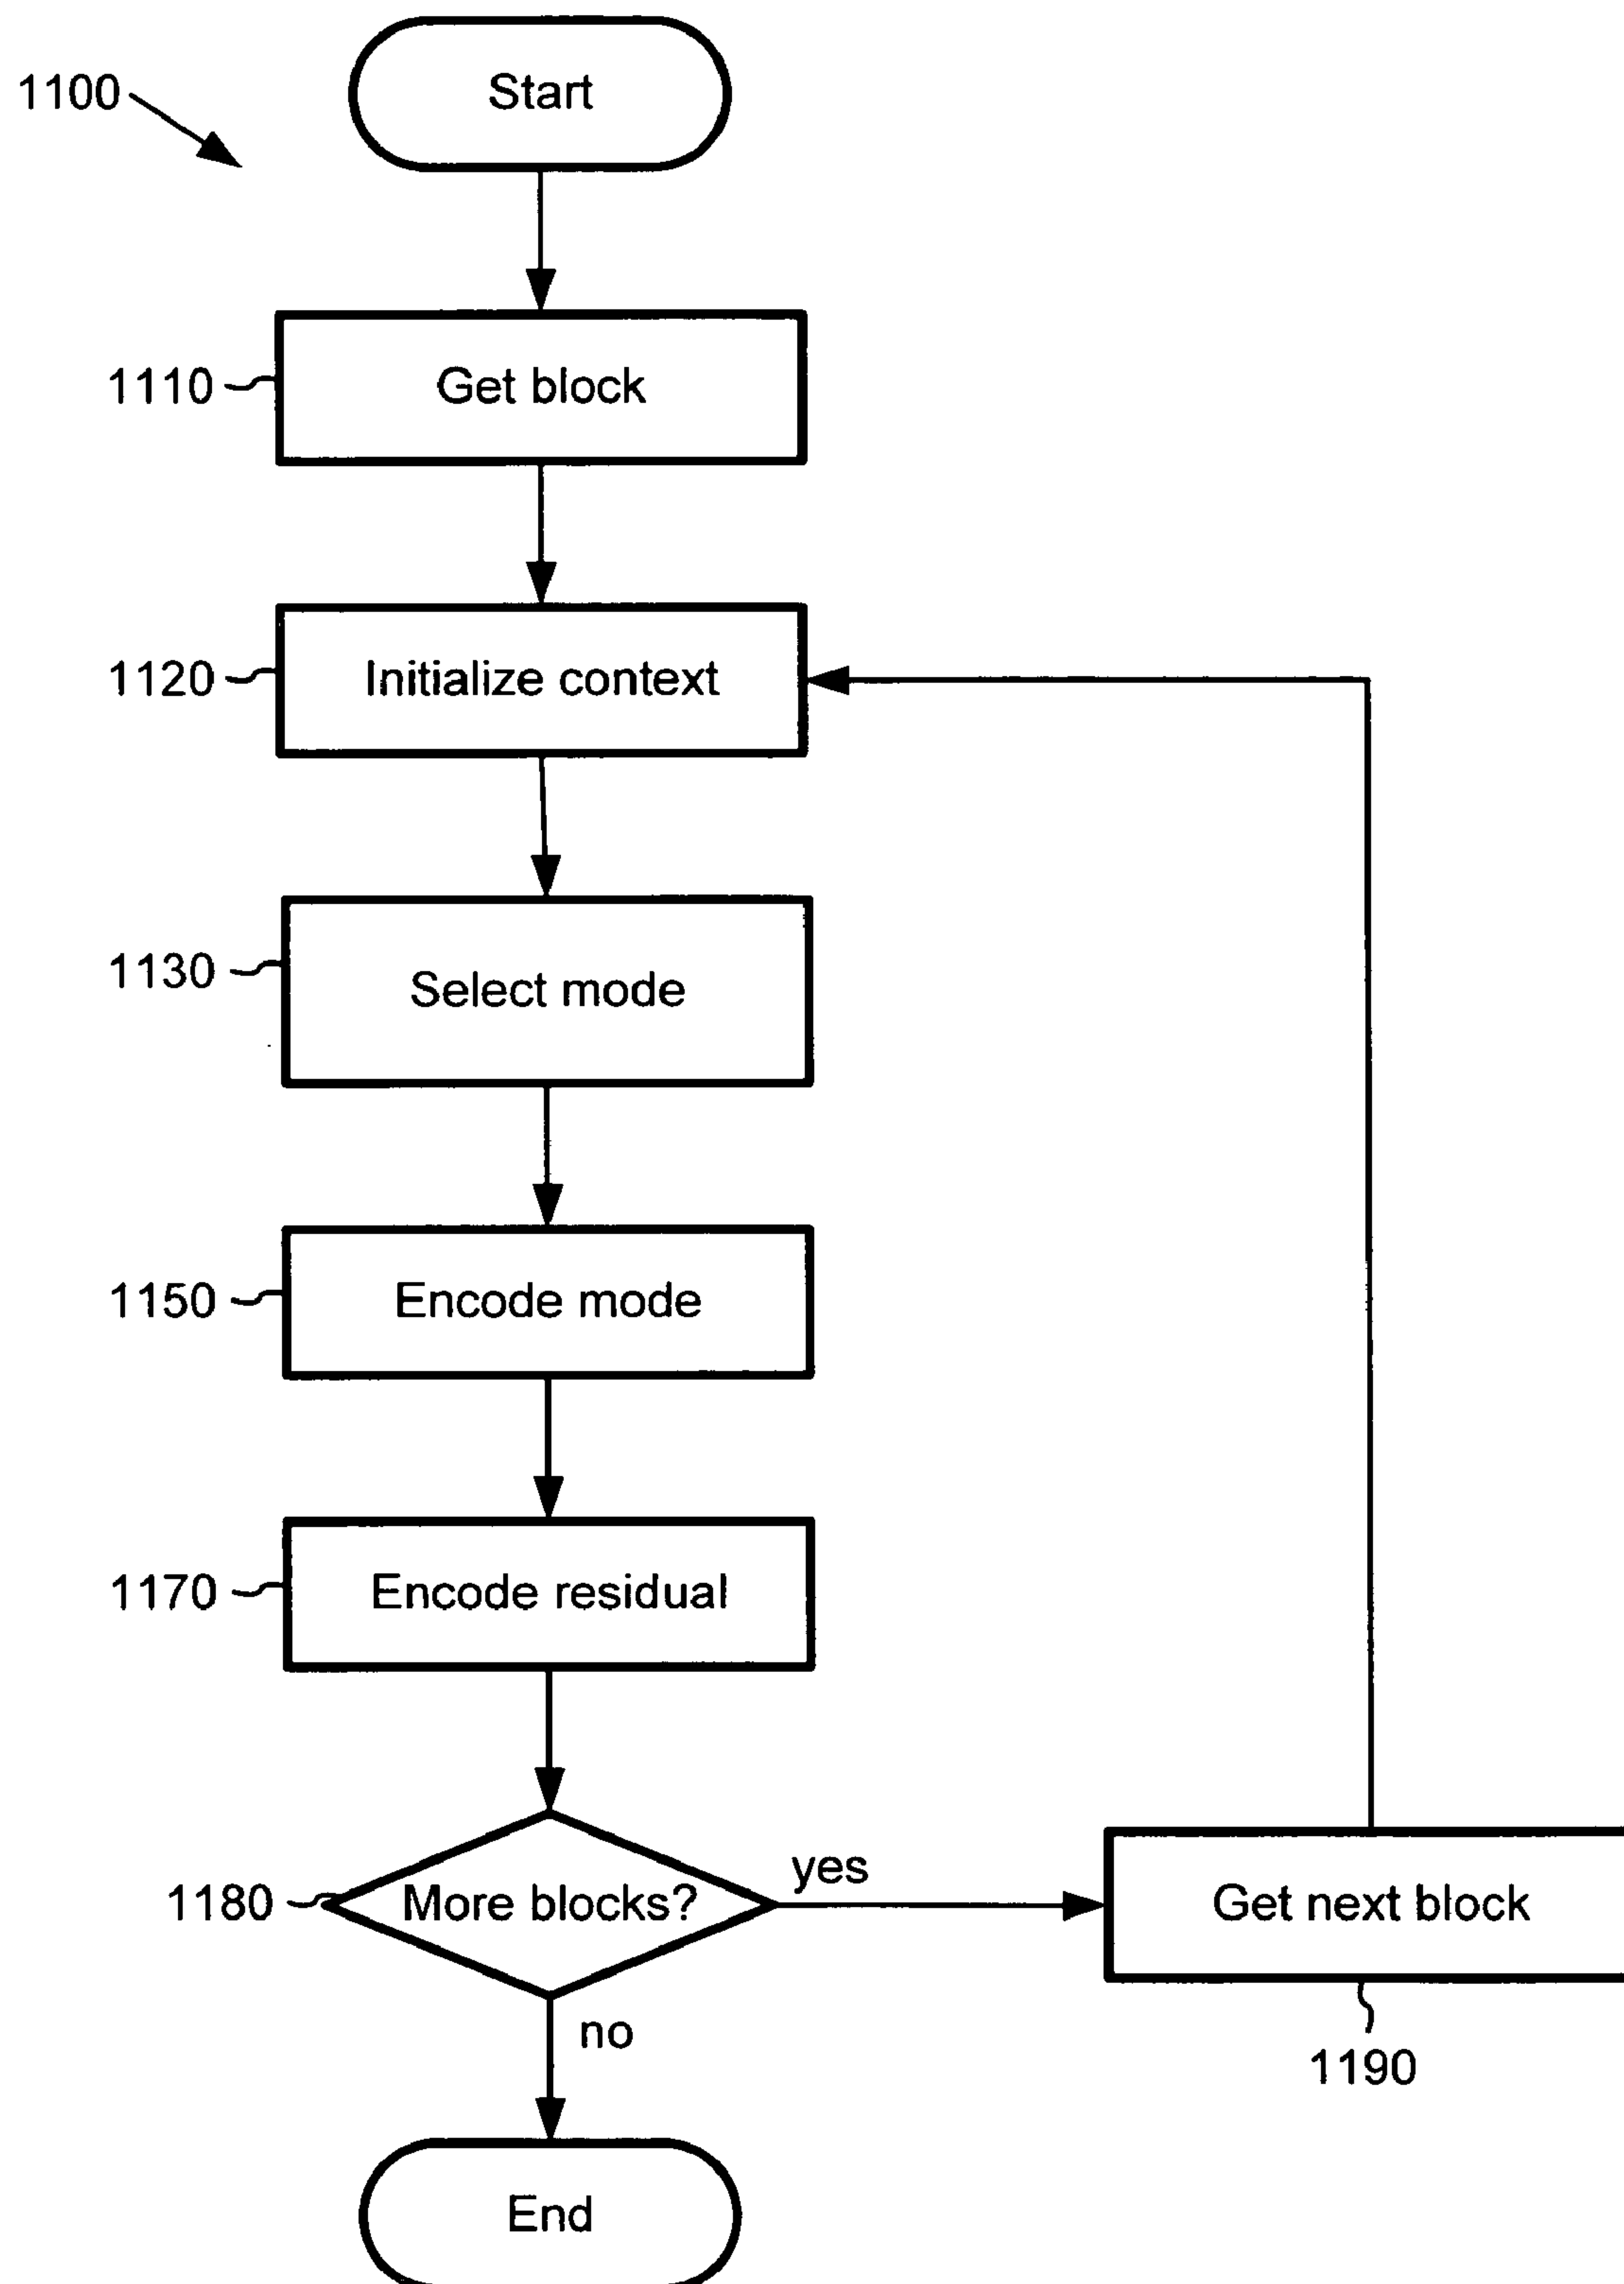 1100
Start
1110
Get block
1120
Initialize context
1130
Select mode
1150
Encode mode
1170
Encode residual
1180
More blocks?
yes
Get next block
no
1190
End